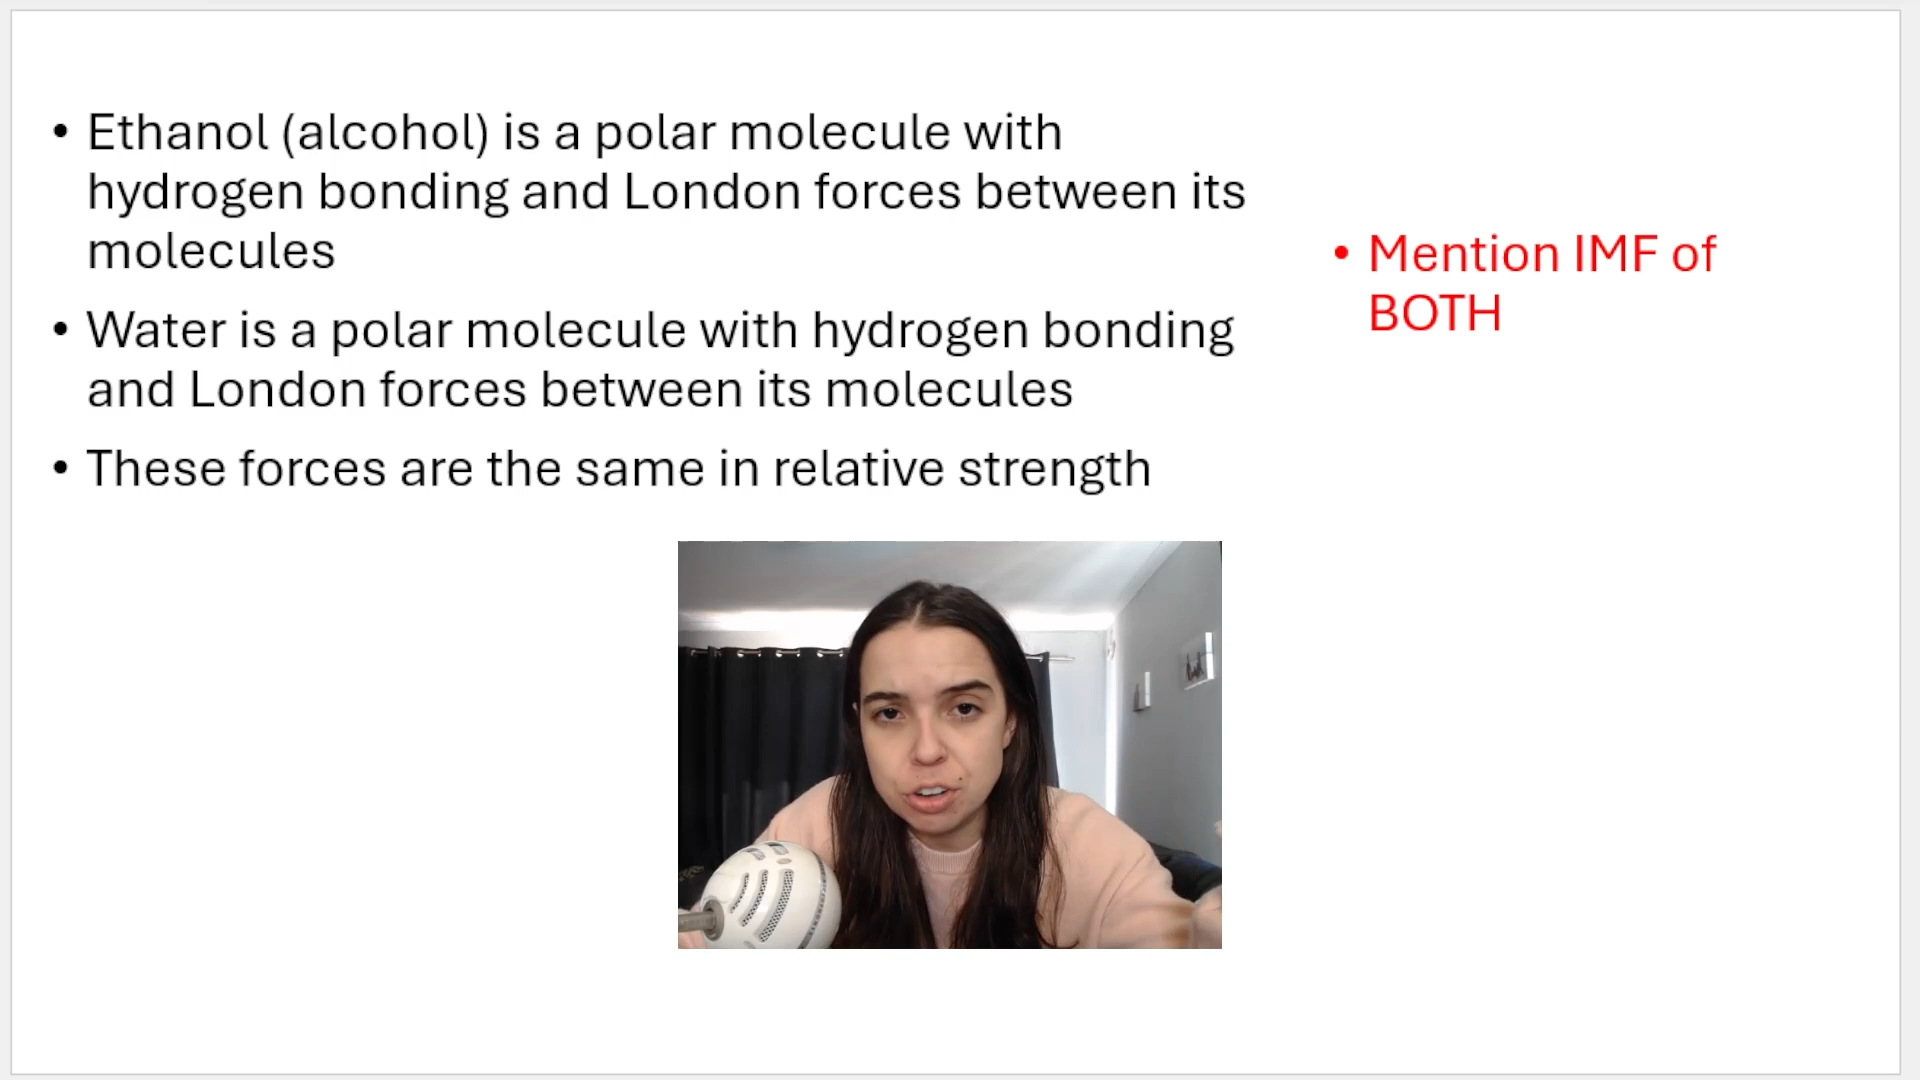 • Ethanol (alcohol) is a polar molecule with
hydrogen bonding and London forces between its
molecules
• Water is a polar molecule with hydrogen bonding
and London forces between its molecules
• These forces are the same in relative strength
• Mention IMF of
BOTH